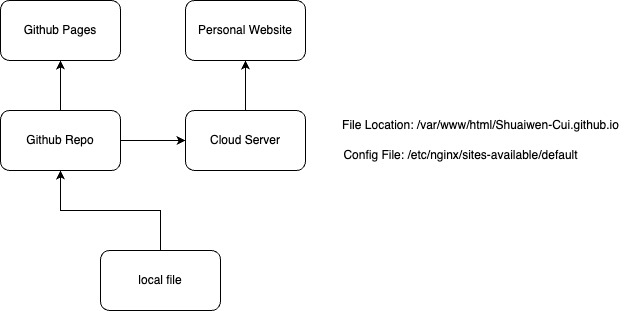 Github Pages
Personal Website
Github Repo
Cloud Server
File Location: /var/www/html/Shuaiwen-Cui.github.io
Config File: /etc/nginx/sites-available/default
local file